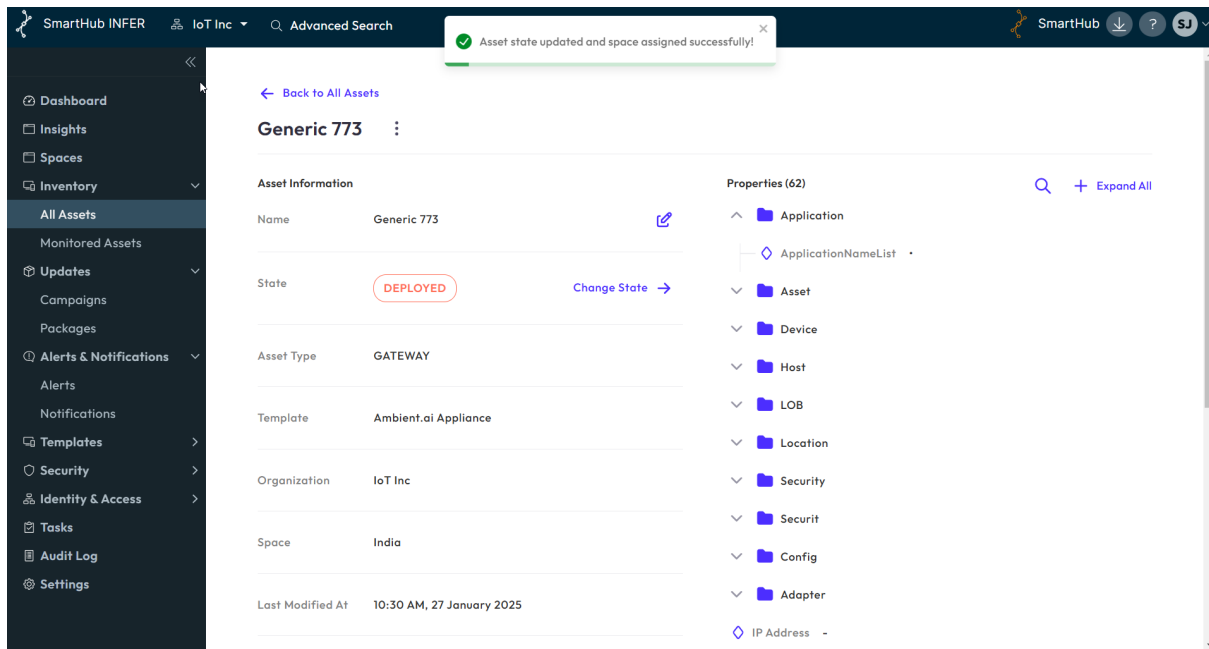 SmartHub INFER
IoT Inc
Advanced Search
Asset state updated and space assigned successfully!
SmartHub
?
SJ
Dashboard
Insights
Spaces
Inventory
All Assets
Monitored Assets
Updates
Campaigns
Packages
Alerts & Notifications
Alerts
Notifications
Templates
Security
Identity & Access
Tasks
Audit Log
Settings
Back to All Assets
Generic 773
Asset Information
Name Generic 773
State DEPLOYED Change State
Asset Type GATEWAY
Template Ambient.ai Appliance
Organization IoT Inc
Space India
Last Modified At 10:30 AM, 27 January 2025
Properties (62)
Expand All
Application
ApplicationNameList
Asset
Device
Host
LOB
Location
Security
Securit
Config
Adapter
IP Address -